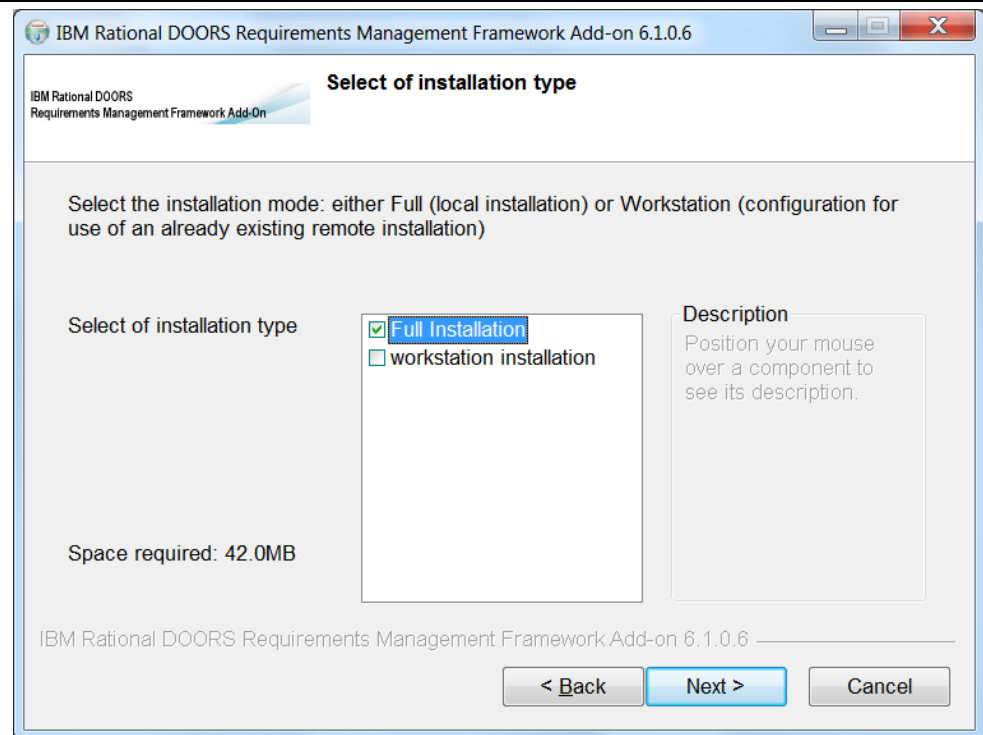 IBM Rational DOORS Requirements Management Framework Add-on 6.1.0.6
IBM Rational DOORS
Requirements Management Framework Add-On
Select of installation type
Select the installation mode: either Full (local installation) or Workstation (configuration for
use of an already existing remote installation)
Select of installation type
Full Installation
workstation installation
Description
Position your mouse
over a component to
see its description.
Space required: 42.0MB
IBM Rational DOORS Requirements Management Framework Add-on 6.1.0.6
< Back
Next >
Cancel